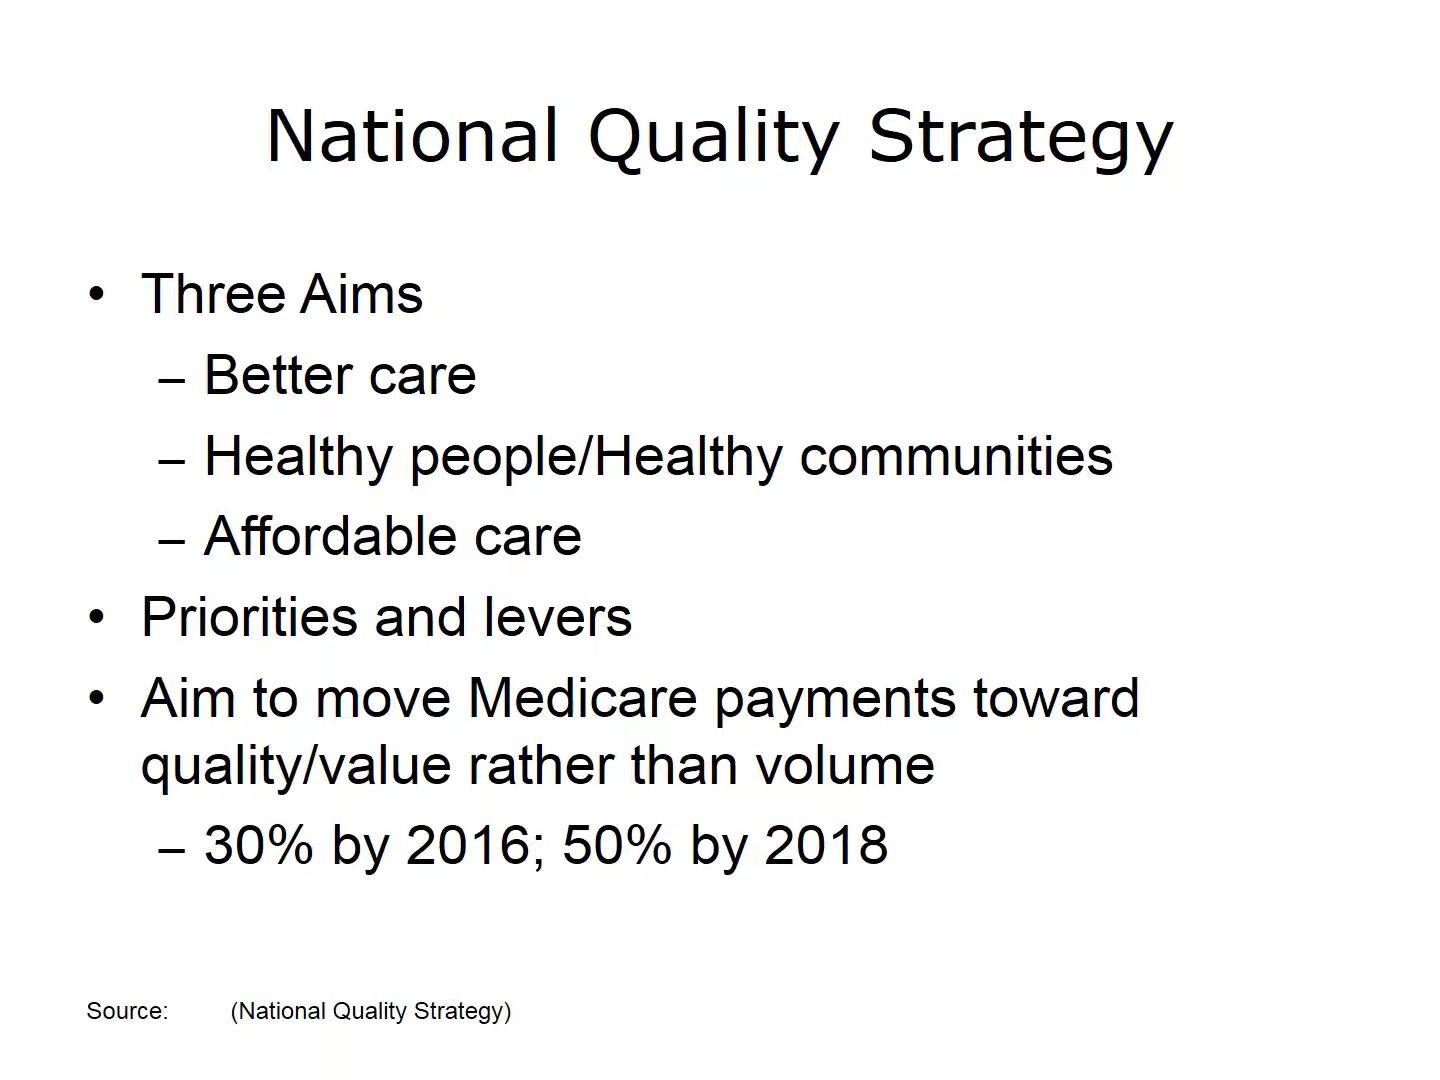 National Quality Strategy
• Three Aims
– Better care
– Healthy people/Healthy communities
– Affordable care
• Priorities and levers
• Aim to move Medicare payments toward
quality/value rather than volume
– 30% by 2016; 50% by 2018
Source: (National Quality Strategy)